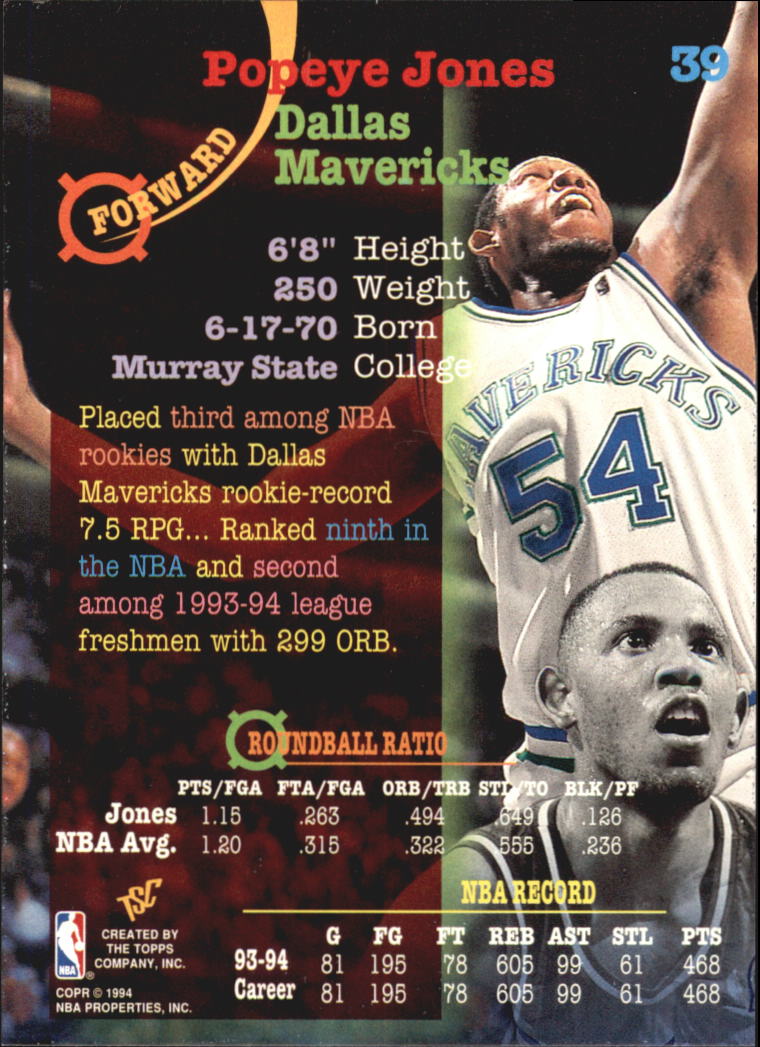 Popeye Jones
39
Dallas
Mavericks
FORWARD
6'8" Height
250 Weight
6-17-70 Born
Murray State College
AVERICKS
54
Placed third among NBA
rookies with Dallas
Mavericks rookie-record
7.5 RPG... Ranked ninth in
the NBA and second
among 1993-94 league
freshmen with 299 ORB.
ROUNDBALL RATIO
PTS/FGA FTA/FGA ORB/TRB STL/TO BLK/PF
Jones 1.15 .263 .494 .649 .126
NBA Avg. 1.20 .315 .322 .555 .236
TSC
NBA RECORD
G FG FT REB AST STL PTS
93-94 81 195 78 605 99 61 468
Career 81 195 78 605 99 61 468
NBA
®
CREATED BY
THE TOPPS
COMPANY, INC.
COPR © 1994
NBA PROPERTIES, INC.